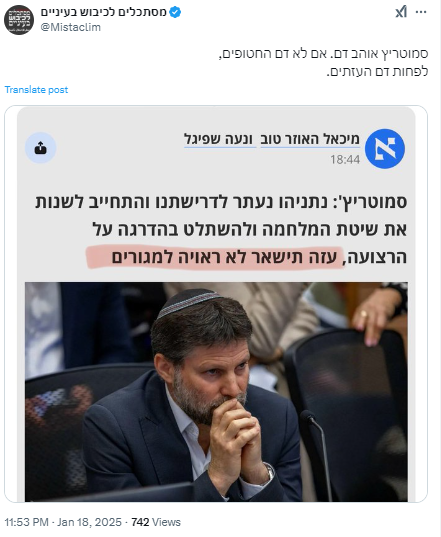 מסתכלים לכיבוש בעיניים
@Mistaclim
סמוטריץ אוהב דם. אם לא דם החטופים,
לפחות דם העזתים.
Translate post
מיכאל האוזר טוב ונעה שפיגל
18:44
סמוטריץ': נתניהו נעתר לדרישתנו והתחייב לשנות
את שיטת המלחמה ולהשתלט בהדרגה על
הרצועה, עזה תישאר לא ראויה למגורים
11:53 PM · Jan 18, 2025 · 742 Views